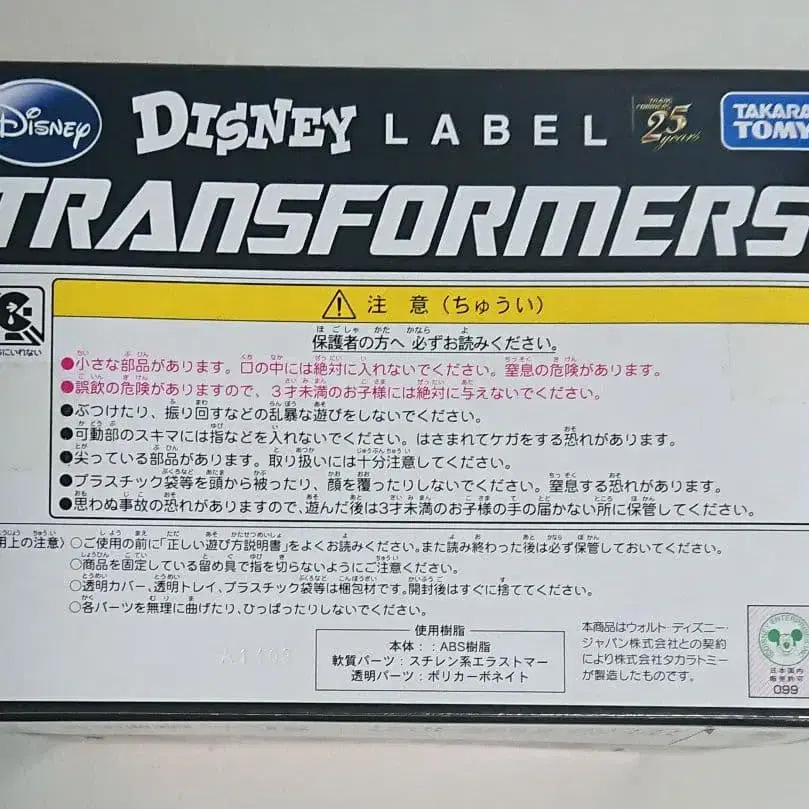 Disney DISNEY LABEL TRANSFORMERS 25 years TAKARA TOMY
TRANSFORMERS
にいれない
注 意（ちゅうい）
保護者の方へ 必ずお読みください。
●小さな部品があります。口の中には絶対に入れないでください。窒息の危険があります。
●誤飲の危険がありますので、3才未満のお子様には絶対に与えないでください。
●ぶつけたり、振り回すなどの乱暴な遊びをしないでください。
●可動部のスキマには指などを入れないでください。はさまれてケガをする恐れがあります。
●尖っている部品があります。取り扱いには十分注意してください。
●プラスチック袋等を頭から被ったり、顔を覆ったりしないでください。窒息する恐れがあります。
●思わぬ事故の恐れがありますので、遊んだ後は3才未満のお子様の手の届かない所に保管してください。
用上の注意）○ご使用の前に「正しい遊び方説明書」をよくお読みください。また読み終わった後は必ず保管しておいてください。
○商品を固定している留め具で指を切らないようにご注意ください。
○透明カバー、透明トレイ、プラスチック袋等は梱包材です。開封後はすぐに捨ててください。
○各パーツを無理に曲げたり、ひっぱったりしないでください。
使用樹脂
本体：：ABS樹脂
軟質パーツ：スチレン系エラストマー
透明パーツ：ポリカーボネイト
本商品はウォルト・ディズニー・
ジャパン株式会社との契約
により株式会社タカラトミー
が製造したものです。
日本国内
販売許可
099